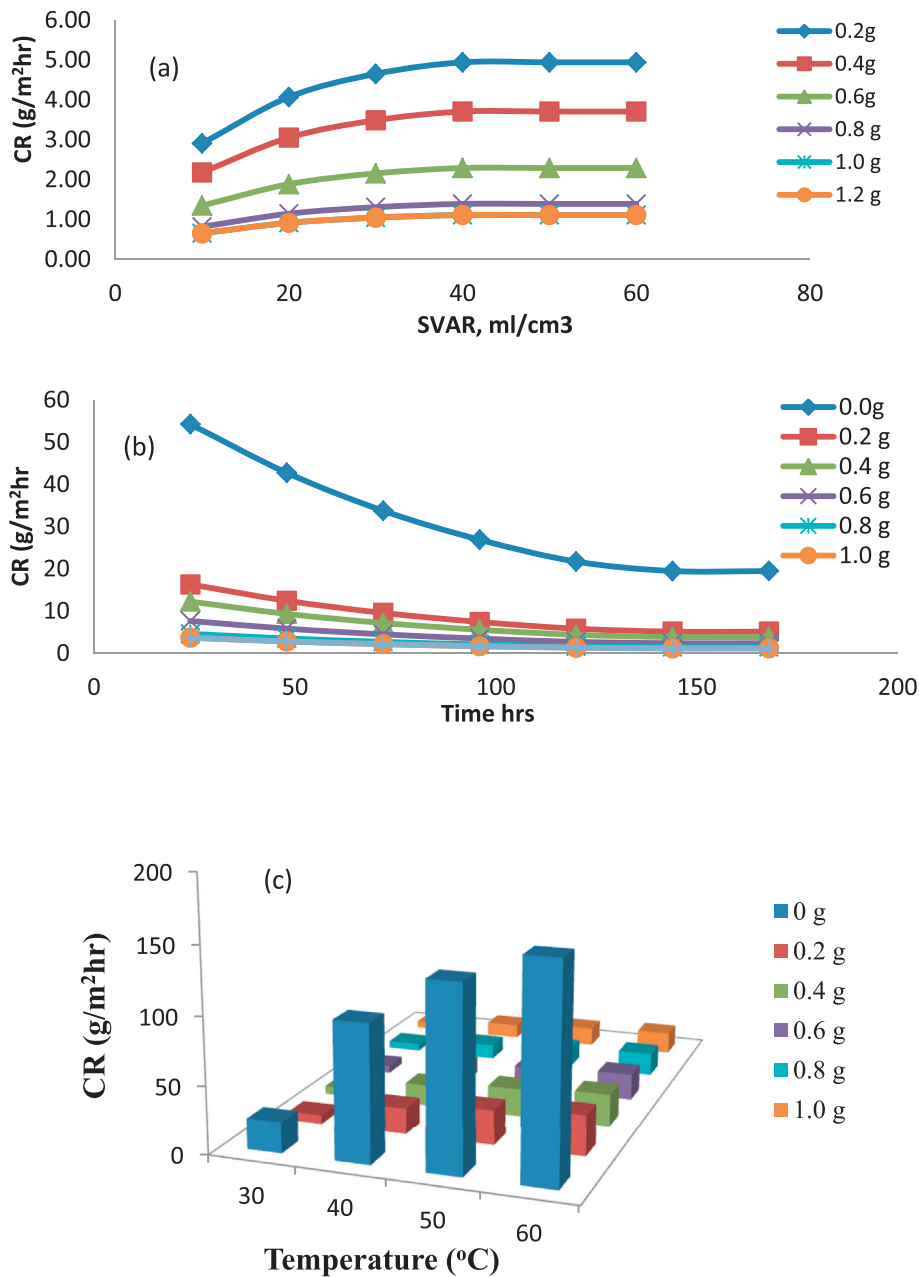 6.00
5.00
4.00
3.00
2.00
1.00
0.00
CR (g/m²hr)
(a)
0 20 40 60 80
SVAR, ml/cm3
0.2g
0.4g
0.6g
0.8 g
1.0 g
1.2 g
60
50
40
30
20
10
0
CR (g/m²hr
(b)
0 50 100 150 200
Time hrs
0.0g
0.2 g
0.4 g
0.6 g
0.8 g
1.0 g
200
150
100
50
0
CR (g/m²hr)
(c)
30 40 50 60
Temperature (ºC)
0 g
0.2 g
0.4 g
0.6 g
0.8 g
1.0 g